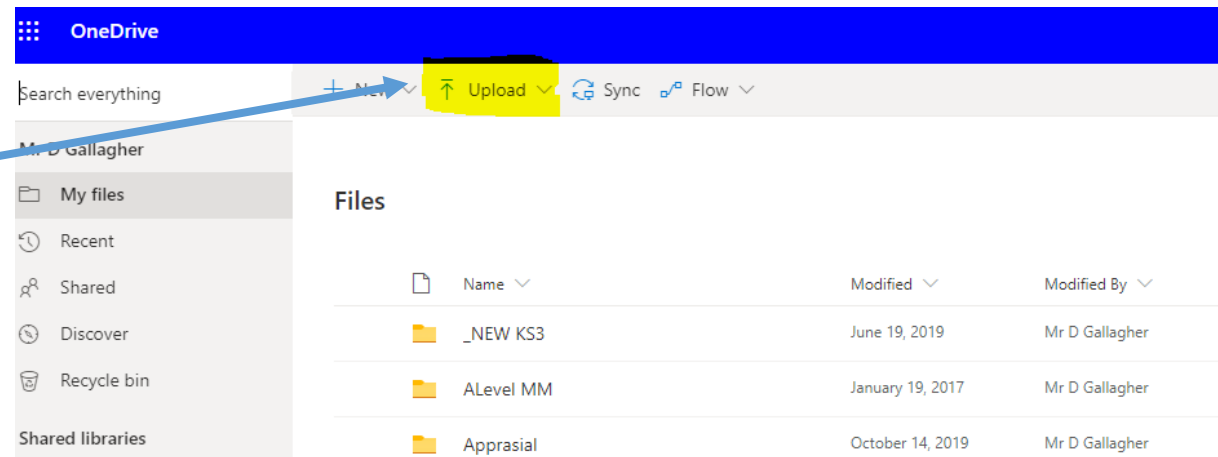 OneDrive
Search everything
New Upload Sync Flow
Mr D Gallagher
My files
Recent
Shared
Discover
Recycle bin
Shared libraries
Files
Name Modified Modified By
_NEW KS3 June 19, 2019 Mr D Gallagher
ALevel MM January 19, 2017 Mr D Gallagher
Apprasial October 14, 2019 Mr D Gallagher